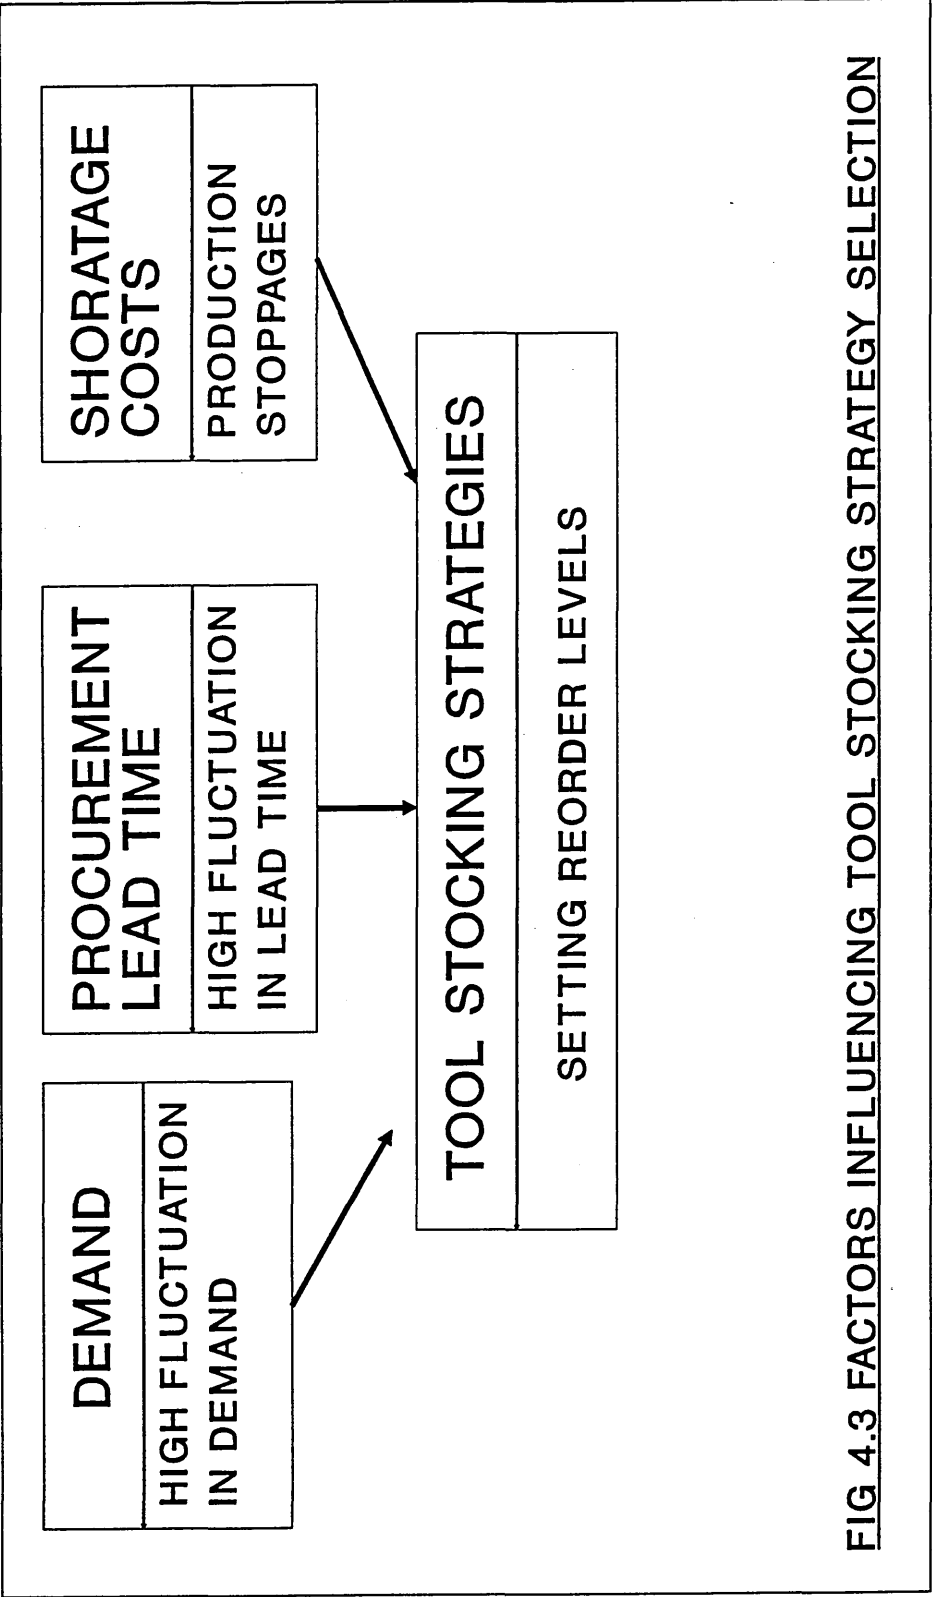 DEMAND
HIGH FLUCTUATION
IN DEMAND
PROCUREMENT
LEAD TIME
HIGH FLUCTUATION
IN LEAD TIME
SHORATAGE
COSTS
PRODUCTION
STOPPAGES
TOOL STOCKING STRATEGIES
SETTING REORDER LEVELS
FIG 4.3 FACTORS INFLUENCING TOOL STOCKING STRATEGY SELECTION